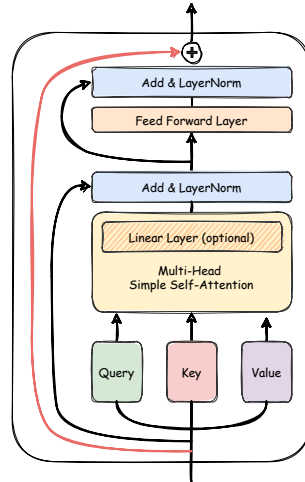 +
Add & LayerNorm
Feed Forward Layer
Add & LayerNorm
Linear Layer (optional)
Multi-Head
Simple Self-Attention
Query
Key
Value